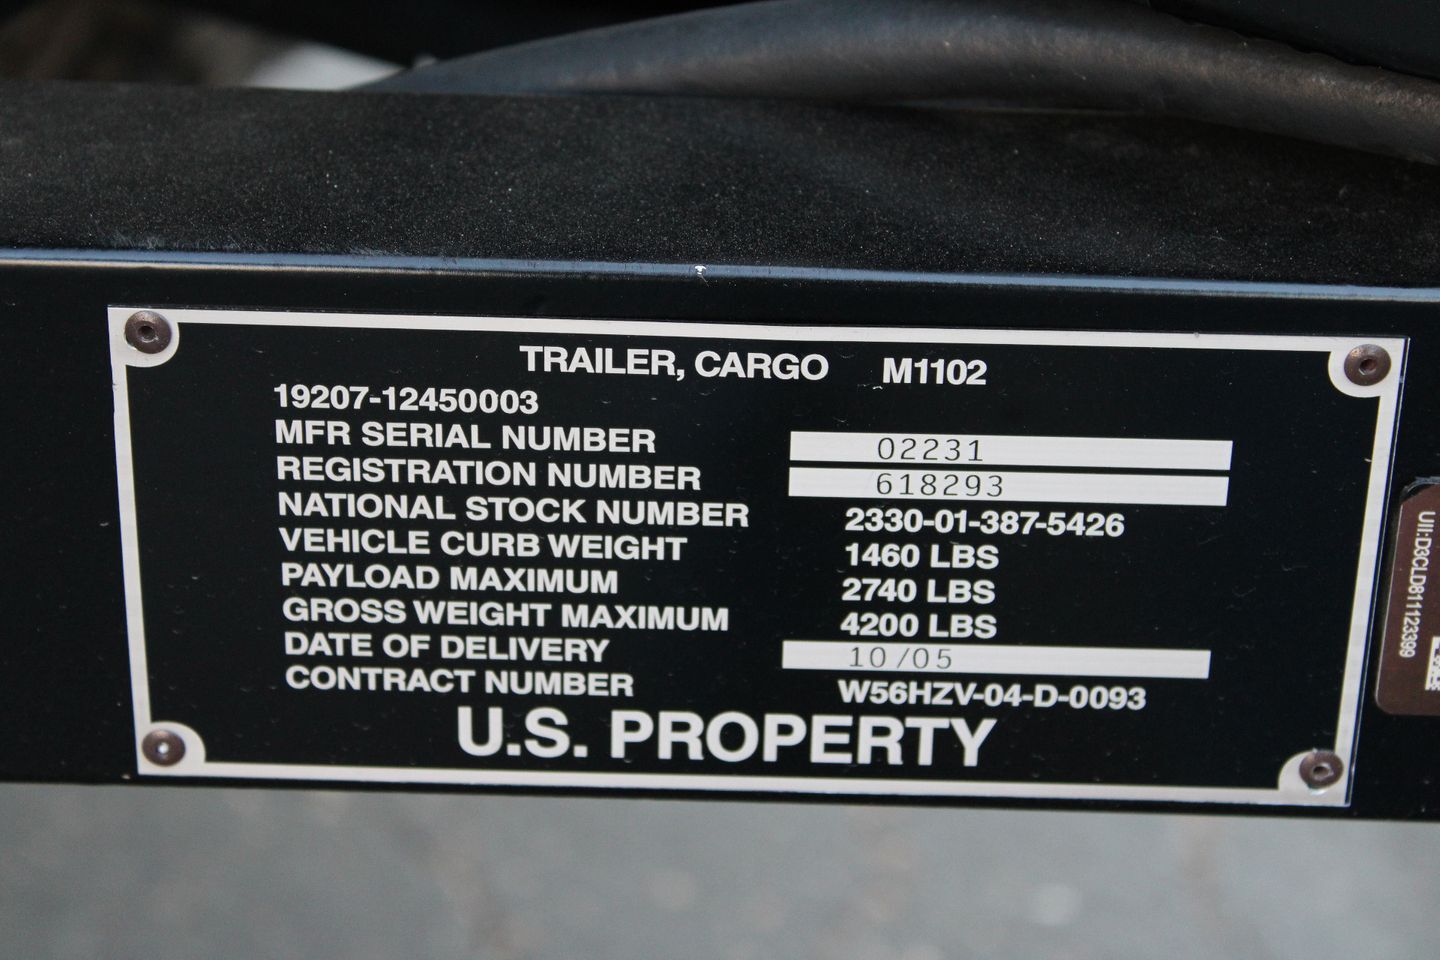 TRAILER, CARGO M1102
19207-12450003
MFR SERIAL NUMBER 02231
REGISTRATION NUMBER 618293
NATIONAL STOCK NUMBER 2330-01-387-5426
VEHICLE CURB WEIGHT 1460 LBS
PAYLOAD MAXIMUM 2740 LBS
GROSS WEIGHT MAXIMUM 4200 LBS
DATE OF DELIVERY 10/05
CONTRACT NUMBER W56HZV-04-D-0093
U.S. PROPERTY
UII:D3CLD811123399